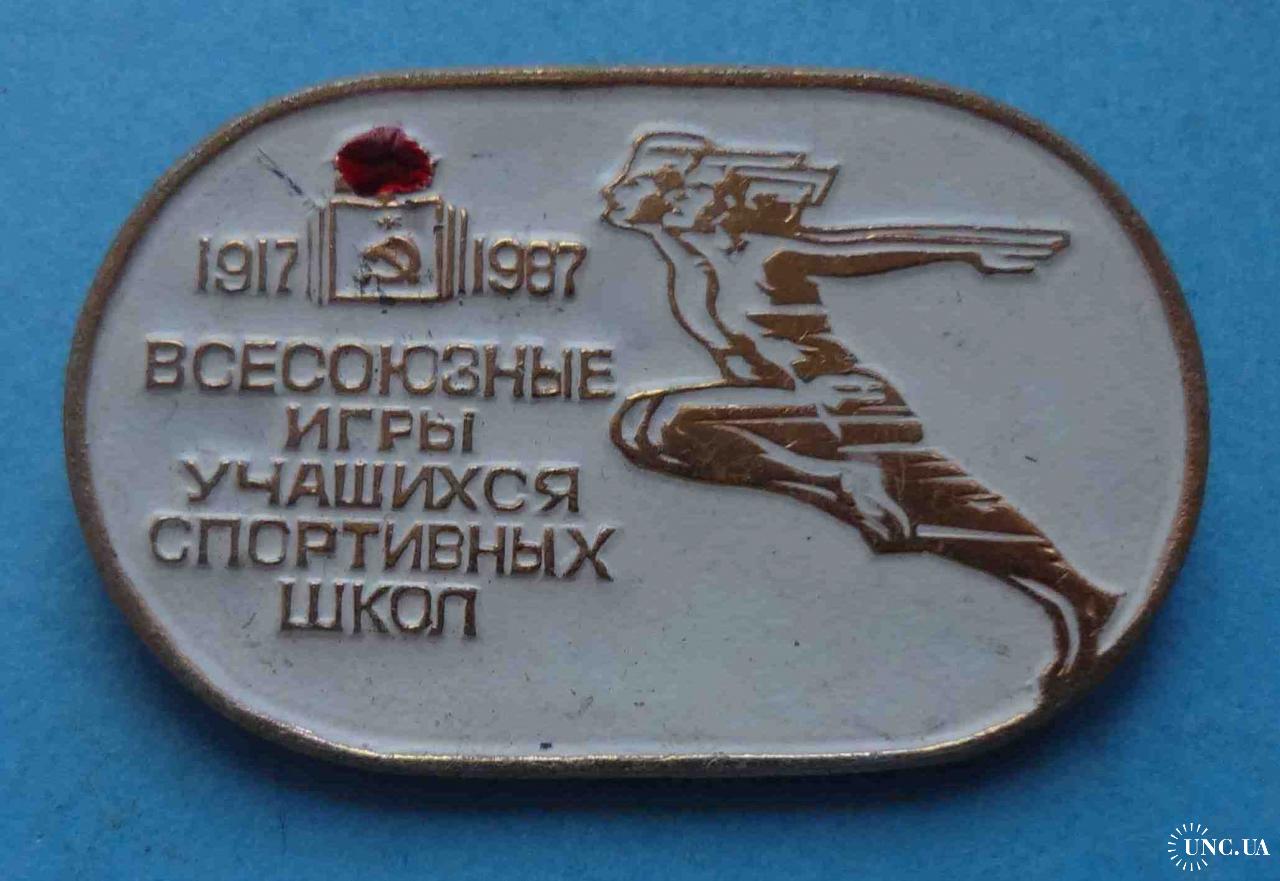 1917 1987
ВСЕСОЮЗНЫЕ
ИГРЫ
УЧАЩИХСЯ
СПОРТИВНЫХ
ШКОЛ
UNC.UA